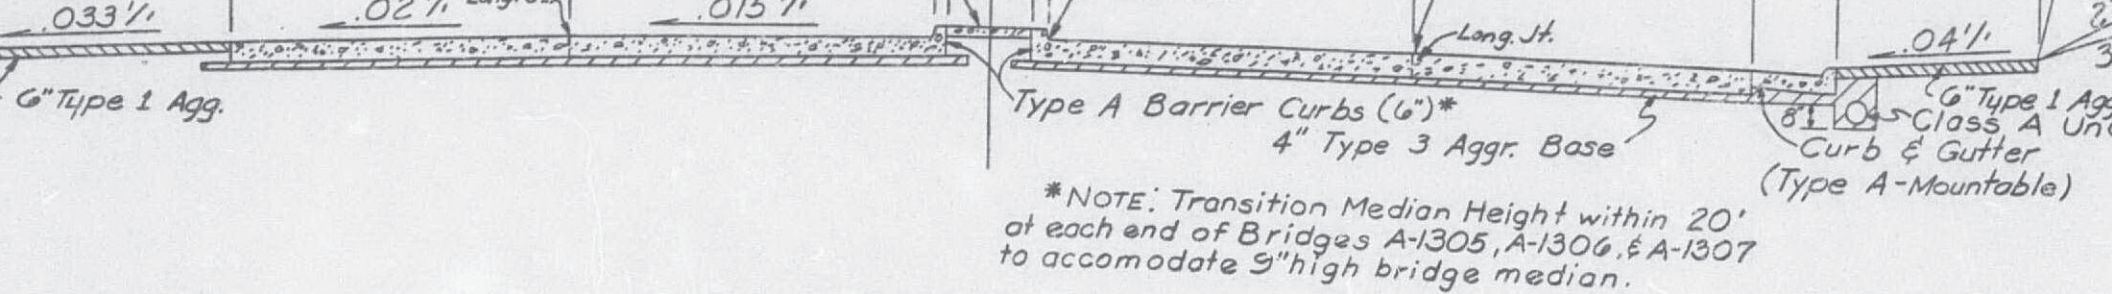 .033'/.
.02'/.
.015'/.
Long. Jt.
.04'/.
6" Type 1 Agg.
Type A Barrier Curbs (6")*
4" Type 3 Aggr. Base
6" Type 1 Agg
8"
Class A Und
Curb & Gutter
(Type A-Mountable)
*NOTE: Transition Median Height within 20'
at each end of Bridges A-1305, A-1306, & A-1307
to accomodate 9" high bridge median.